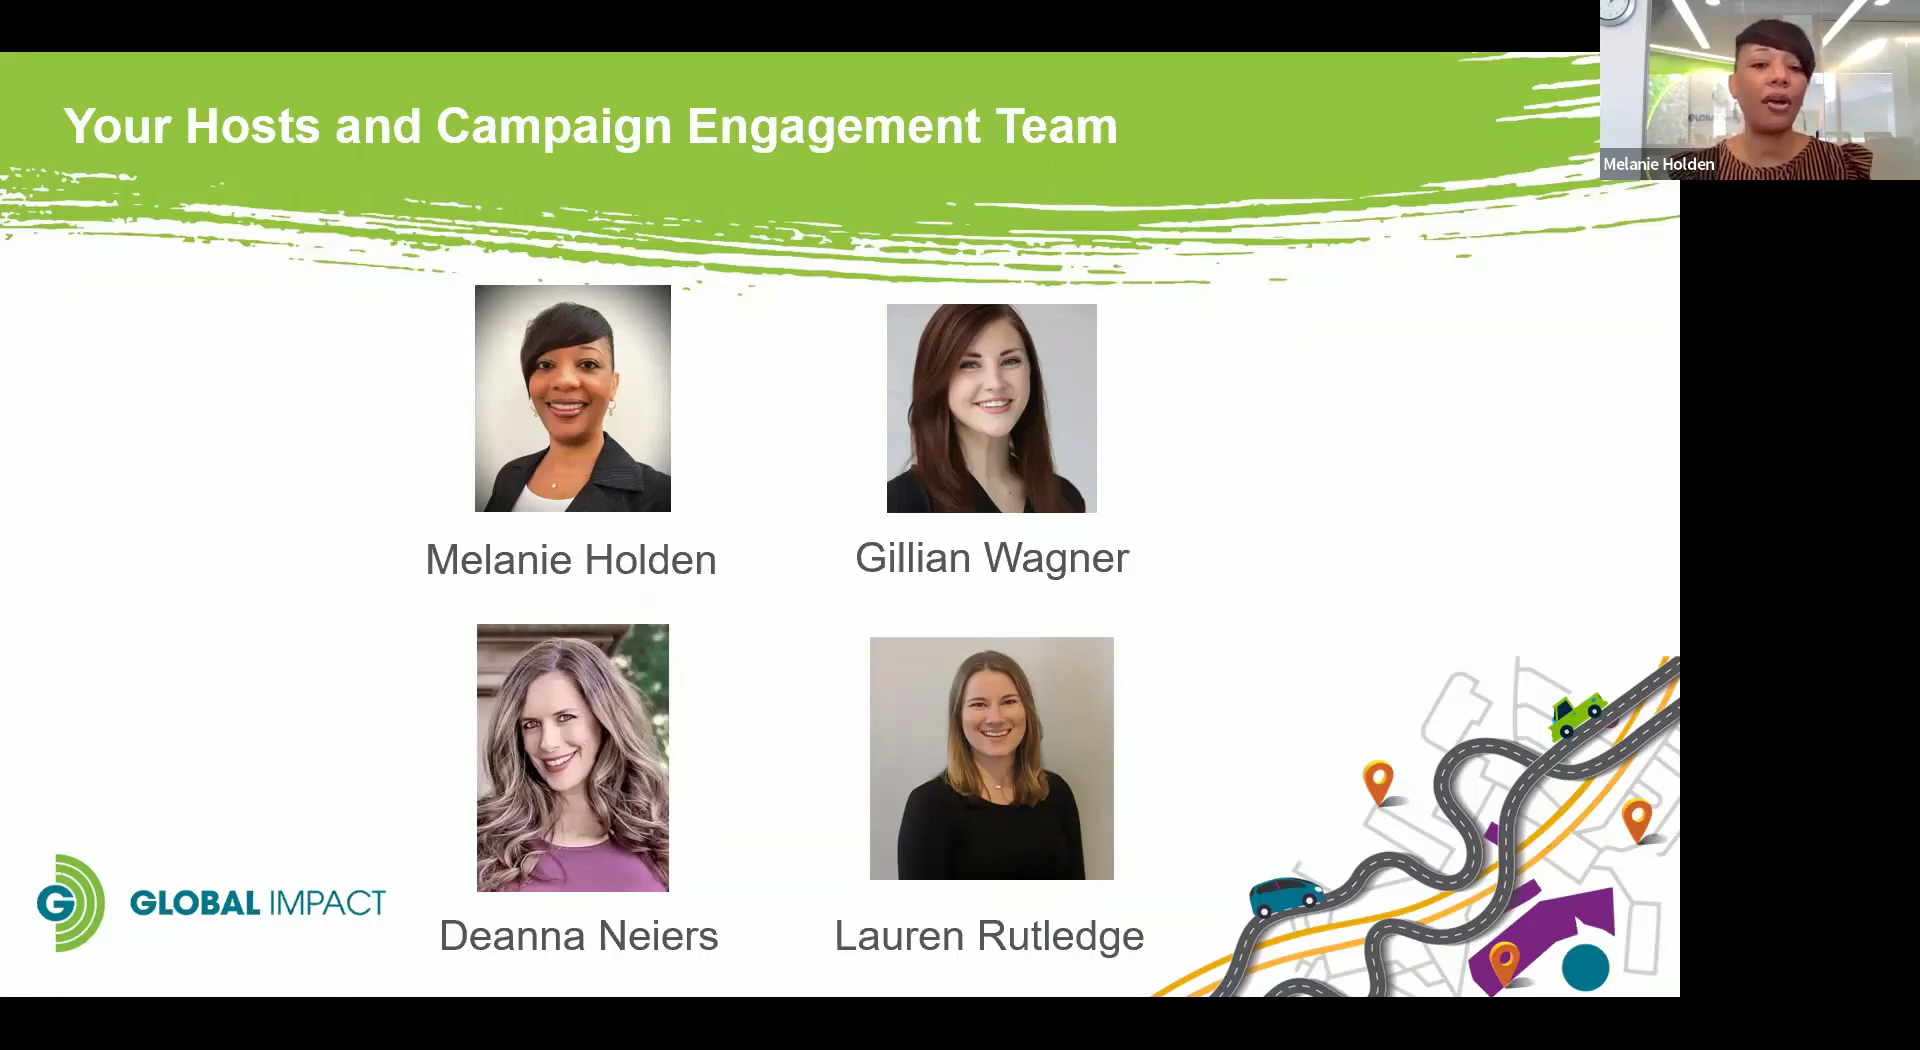 Your Hosts and Campaign Engagement Team
Melanie Holden
Melanie Holden
Gillian Wagner
Deanna Neiers
Lauren Rutledge
G GLOBAL IMPACT